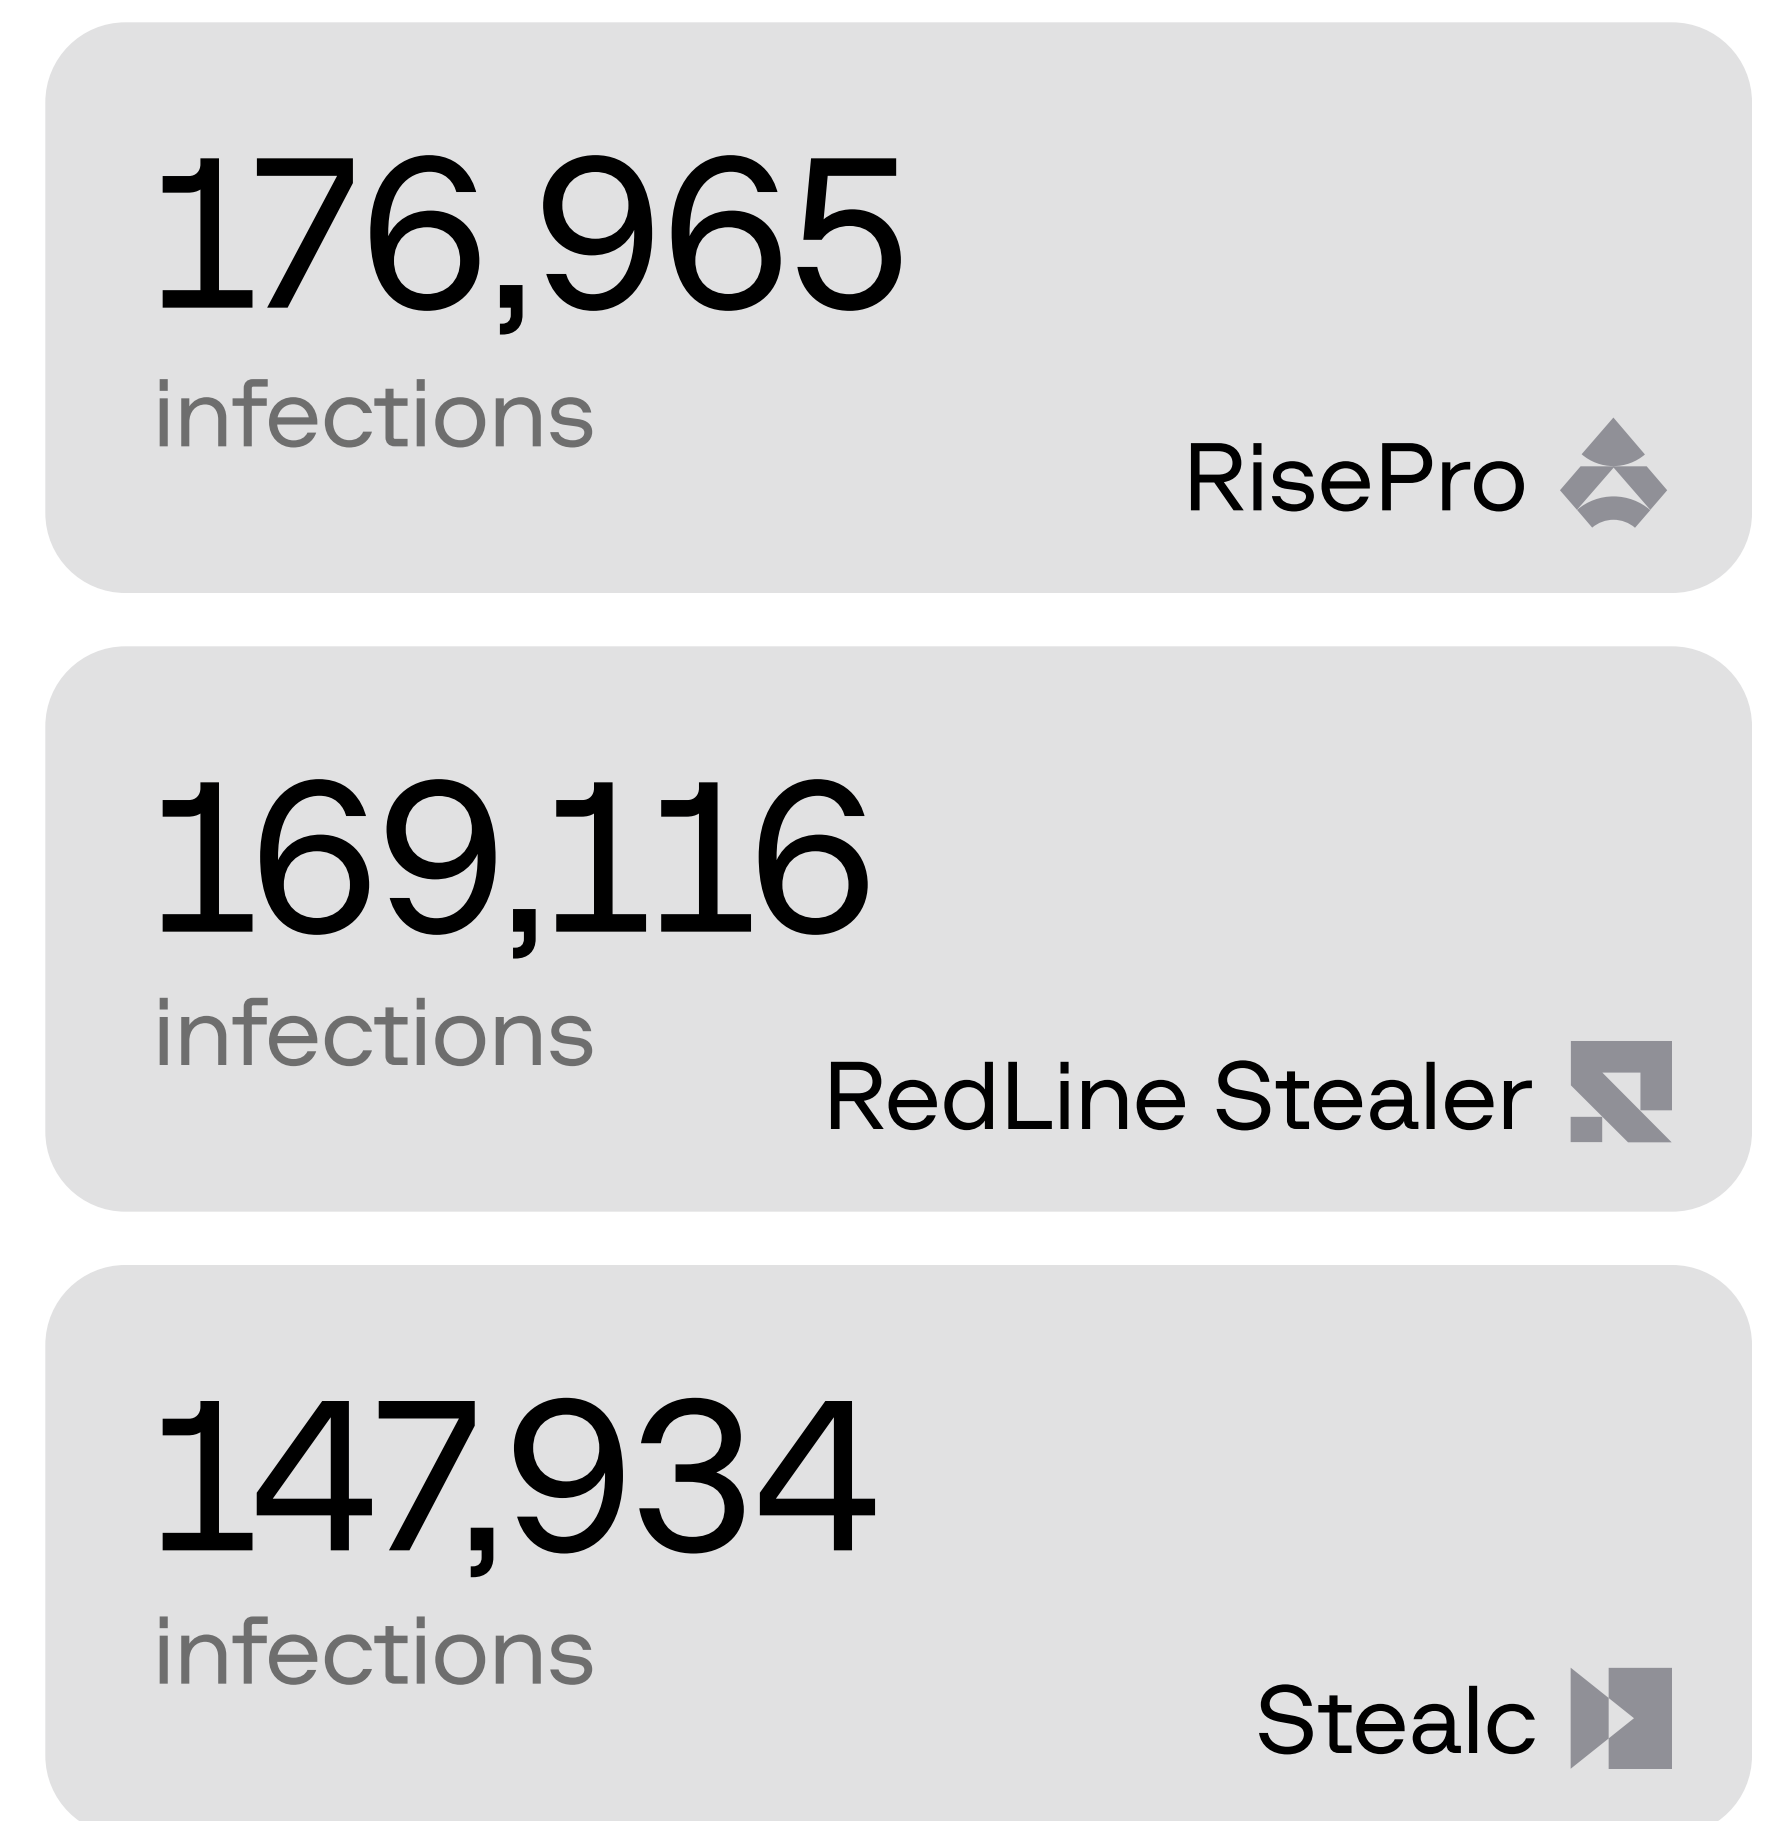 176,965
infections
RisePro
169,116
infections
RedLine Stealer
147,934
infections
Stealc